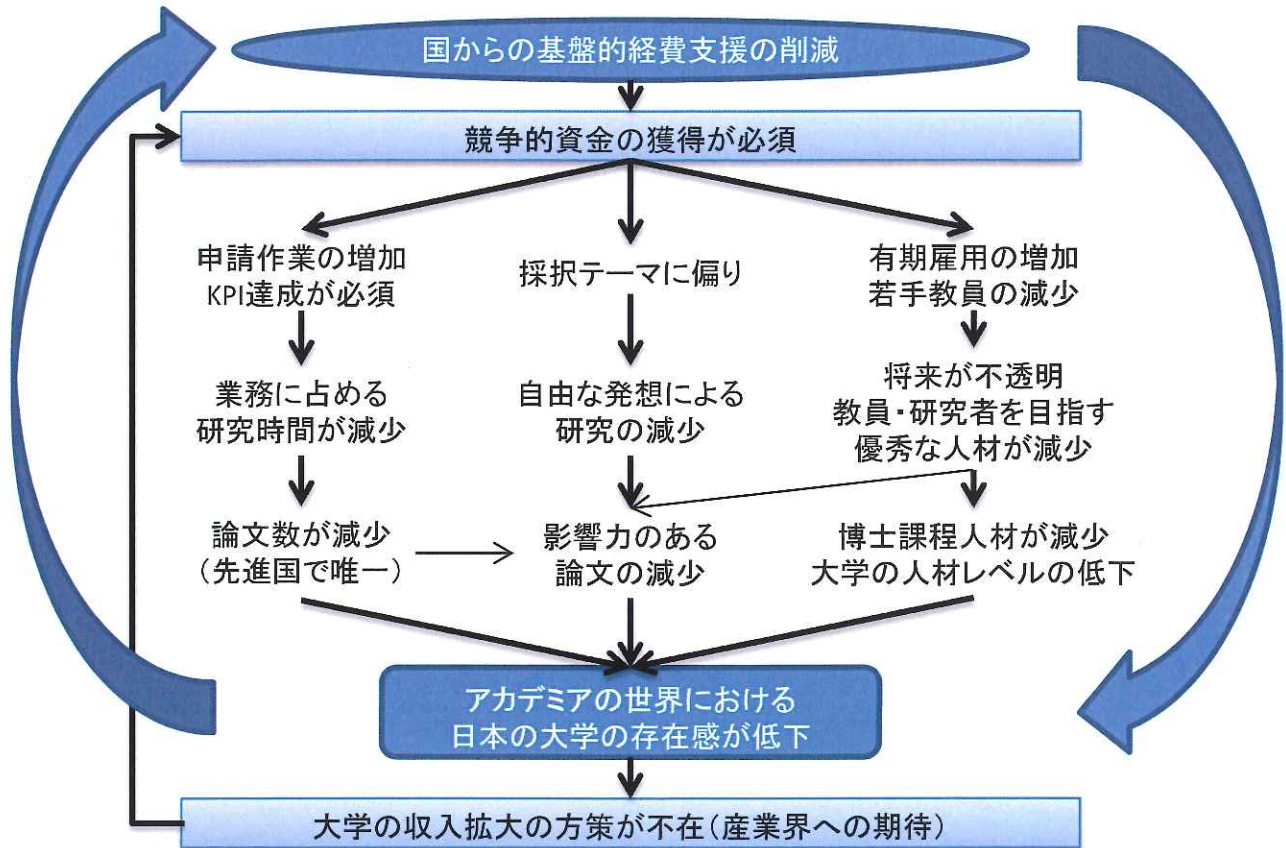 国からの基盤的経費支援の削減
競争的資金の獲得が必須
申請作業の増加
KPI達成が必須
採択テーマに偏り
有期雇用の増加
若手教員の減少
業務に占める
研究時間が減少
自由な発想による
研究の減少
将来が不透明
教員・研究者を目指す
優秀な人材が減少
論文数が減少
(先進国で唯一)
影響力のある
論文の減少
博士課程人材が減少
大学の人材レベルの低下
アカデミアの世界における
日本の大学の存在感が低下
大学の収入拡大の方策が不在(産業界への期待)